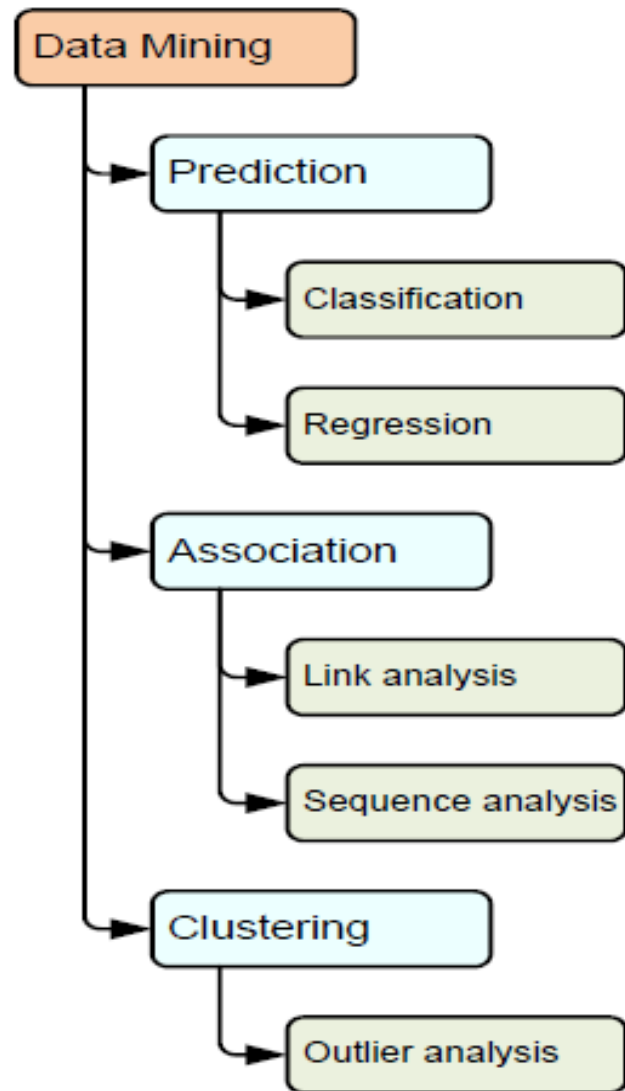 Data Mining
Prediction
Classification
Regression
Association
Link analysis
Sequence analysis
Clustering
Outlier analysis